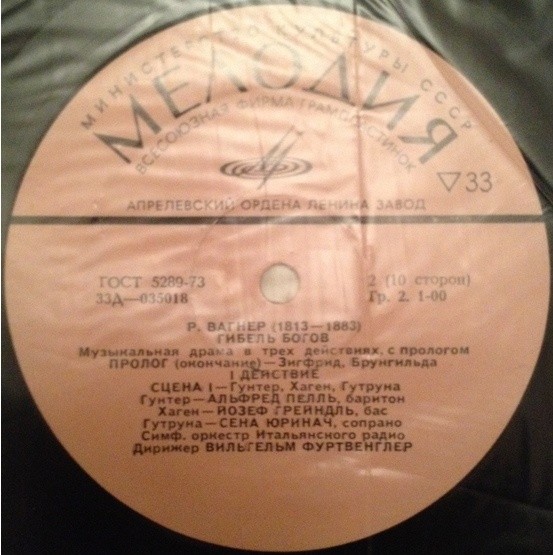 МИНИСТЕРСТВО КУЛЬТУРЫ СССР
МЕЛОДИЯ
ВСЕСОЮЗНАЯ ФИРМА ГРАМПЛАСТИНОК
33
АПРЕЛЕВСКИЙ ОРДЕНА ЛЕНИНА ЗАВОД
ГОСТ 5289-73
2 (10 сторон)
33Д—035018
Гр. 2. 1-00
Р. ВАГНЕР (1813—1883)
ГИБЕЛЬ БОГОВ
Музыкальная драма в трех действиях, с прологом
ПРОЛОГ (окончание)—Зигфрид, Брунгильда
I ДЕЙСТВИЕ
СЦЕНА I—Гунтер, Хаген, Гутруна
Гунтер—АЛЬФРЕД ПЕЛЛЬ, баритон
Хаген—ЙОЗЕФ ГРЕЙНДЛЬ, бас
Гутруна—СЕНА ЮРИНАЧ, сопрано
Симф. оркестр Итальянского радио
Дирижер ВИЛЬГЕЛЬМ ФУРТВЕНГЛЕР